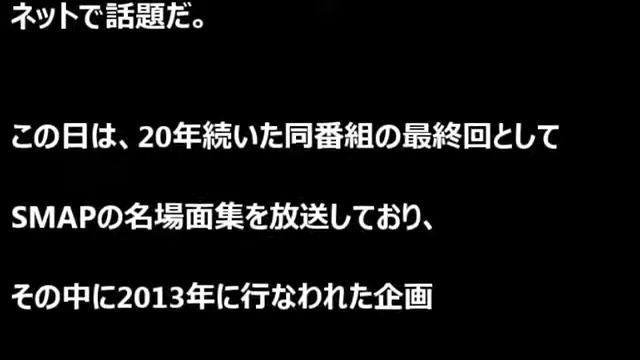 ネットで話題だ。
この日は、20年続いた同番組の最終回として
SMAPの名場面集を放送しており、
その中に2013年に行なわれた企画